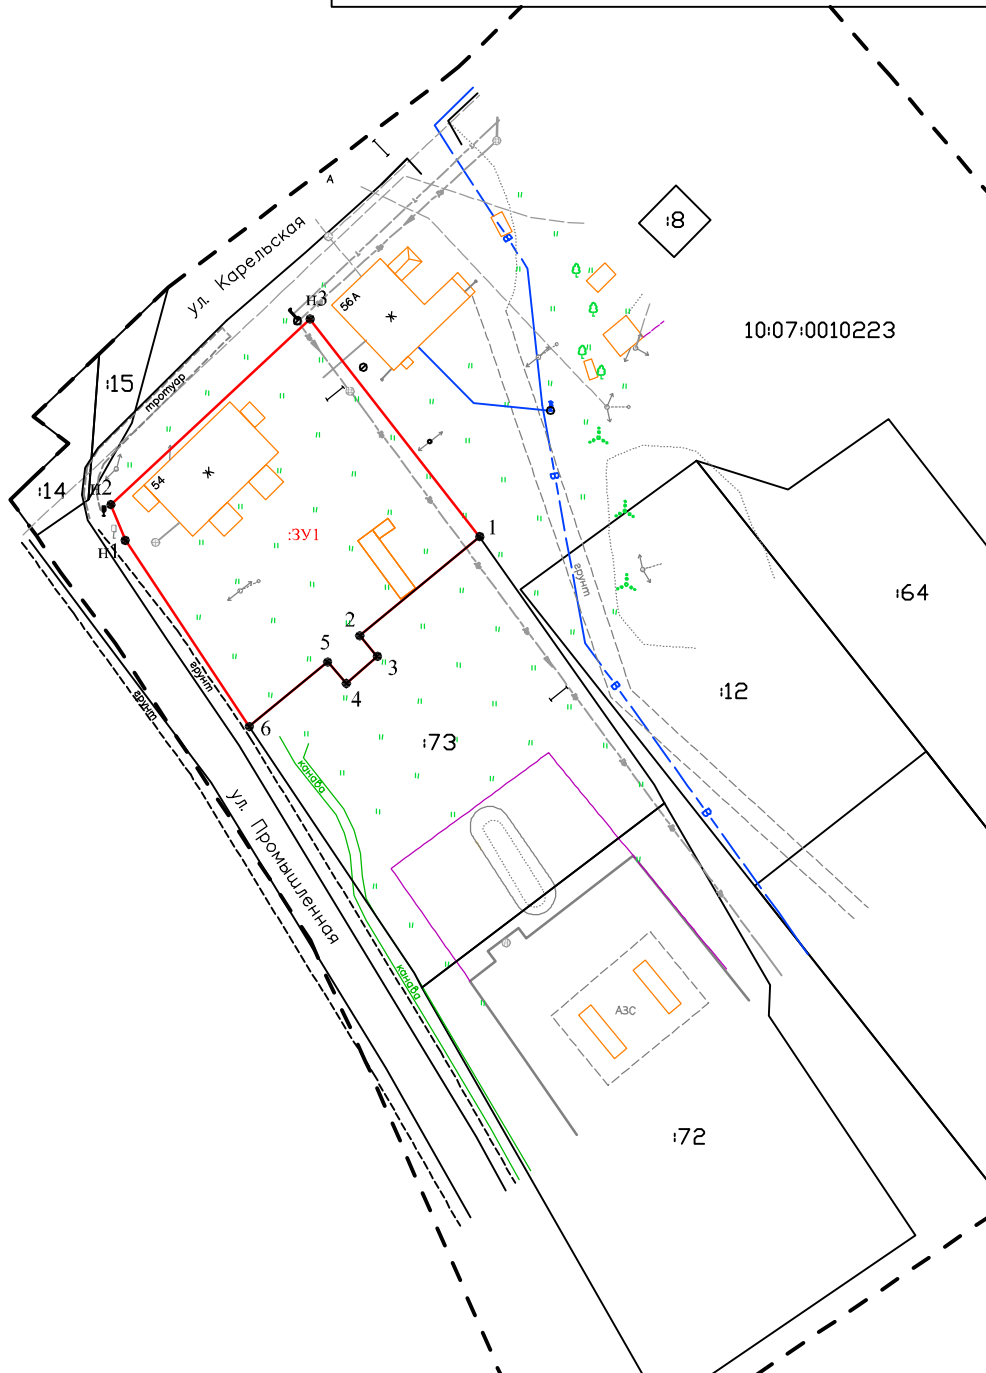 А
ул. Карельская
:8
н3
56А
Ж
10:07:0010223
В
:15
тротуар
54
Ж
:14
н2
н1
:ЗУ1
1
В
:64
грунт
2
3
5
4
6
грунт
грунт
В
:12
:73
канава
ул. Промышленная
В
канава
АЗС
:72